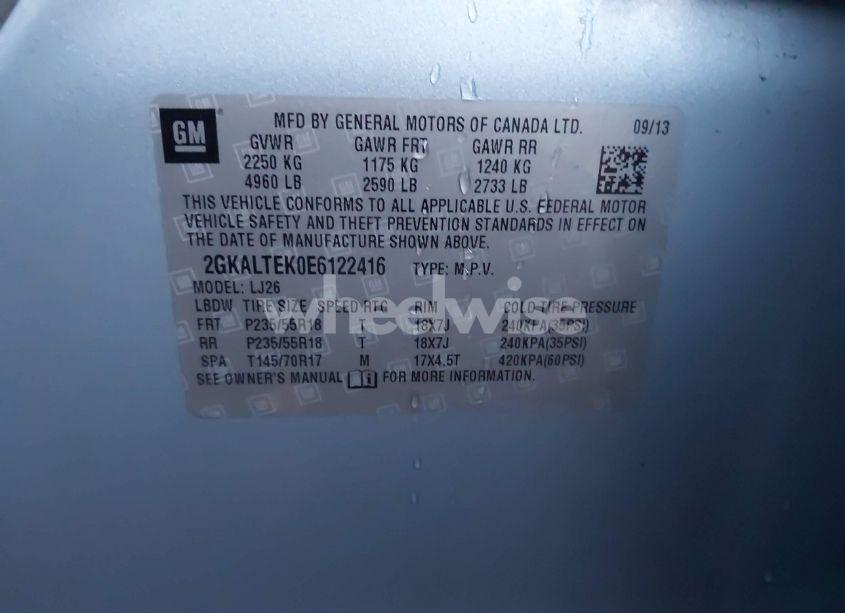 GM
MFD BY GENERAL MOTORS OF CANADA LTD. 09/13
GVWR GAWR FRT GAWR RR
2250 KG 1175 KG 1240 KG
4960 LB 2590 LB 2733 LB
THIS VEHICLE CONFORMS TO ALL APPLICABLE U.S. FEDERAL MOTOR
VEHICLE SAFETY AND THEFT PREVENTION STANDARDS IN EFFECT ON
THE DATE OF MANUFACTURE SHOWN ABOVE.
2GKALTEK0E6122416 TYPE: M.P.V.
MODEL: LJ26
wheelwise
LBDW TIRE SIZE SPEED RTG RIM COLD TIRE PRESSURE
FRT P235/55R18 T 18X7J 240KPA(35PSI)
RR P235/55R18 T 18X7J 240KPA(35PSI)
SPA T145/70R17 M 17X4.5T 420KPA(60PSI)
SEE OWNER'S MANUAL FOR MORE INFORMATION.